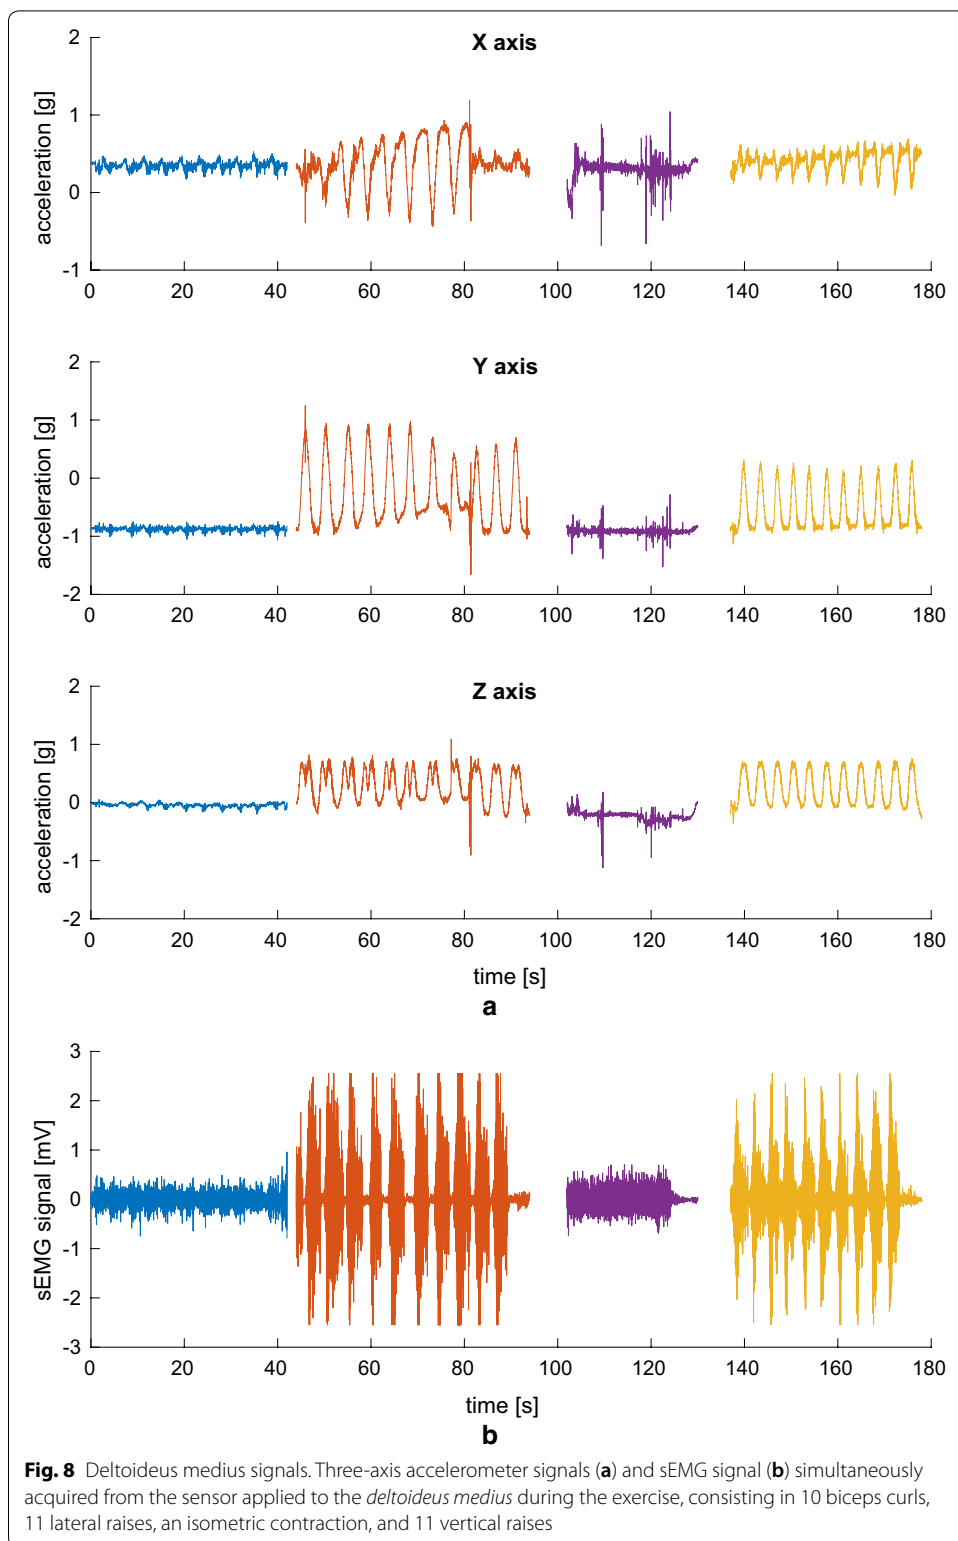 X axis
2
1
0
-1
acceleration [g]
0 20 40 60 80 100 120 140 160 180
Y axis
2
1
0
-1
-2
acceleration [g]
0 20 40 60 80 100 120 140 160 180
Z axis
2
1
0
-1
-2
acceleration [g]
0 20 40 60 80 100 120 140 160 180
time [s]
a
3
2
1
0
-1
-2
-3
sEMG signal [mV]
0 20 40 60 80 100 120 140 160 180
time [s]
b
Fig. 8 Deltoideus medius signals. Three-axis accelerometer signals (a) and sEMG signal (b) simultaneously
acquired from the sensor applied to the deltoideus medius during the exercise, consisting in 10 biceps curls,
11 lateral raises, an isometric contraction, and 11 vertical raises